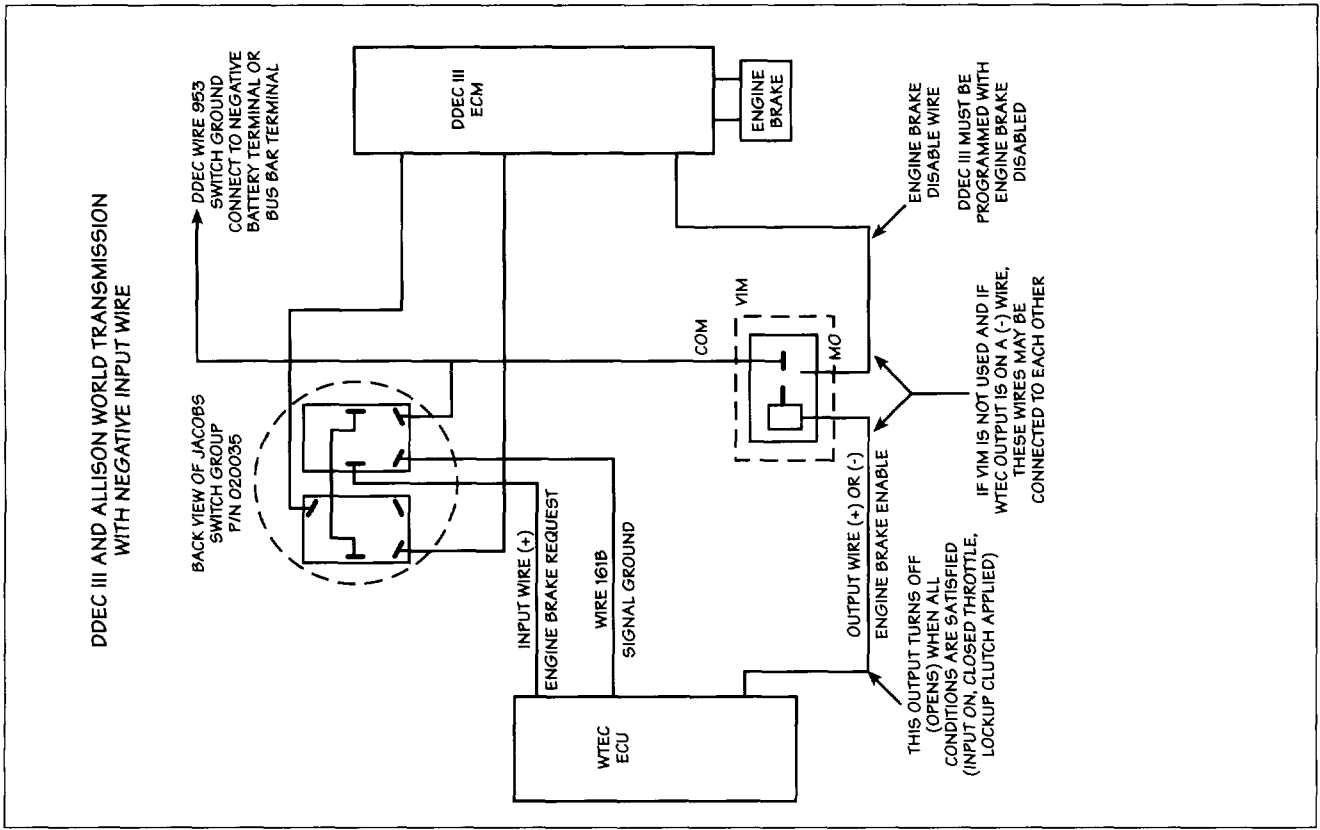 DDEC III AND ALLISON WORLD TRANSMISSION
WITH NEGATIVE INPUT WIRE
BACK VIEW OF JACOBS
SWITCH GROUP
P/N 020035
DDEC WIRE 953
SWITCH GROUND
CONNECT TO NEGATIVE
BATTERY TERMINAL OR
BUS BAR TERMINAL
DDEC III
ECM
ENGINE
BRAKE
INPUT WIRE (+)
ENGINE BRAKE REQUEST
WIRE 161B
SIGNAL GROUND
WTEC
ECU
COM
VIM
MO
OUTPUT WIRE (+) OR (-)
ENGINE BRAKE ENABLE
THIS OUTPUT TURNS OFF
(OPENS) WHEN ALL
CONDITIONS ARE SATISFIED
(INPUT ON, CLOSED THROTTLE,
LOCKUP CLUTCH APPLIED)
IF VIM IS NOT USED AND IF
WTEC OUTPUT IS ON A (-) WIRE,
THESE WIRES MAY BE
CONNECTED TO EACH OTHER
ENGINE BRAKE
DISABLE WIRE
DDEC III MUST BE
PROGRAMMED WITH
ENGINE BRAKE
DISABLED